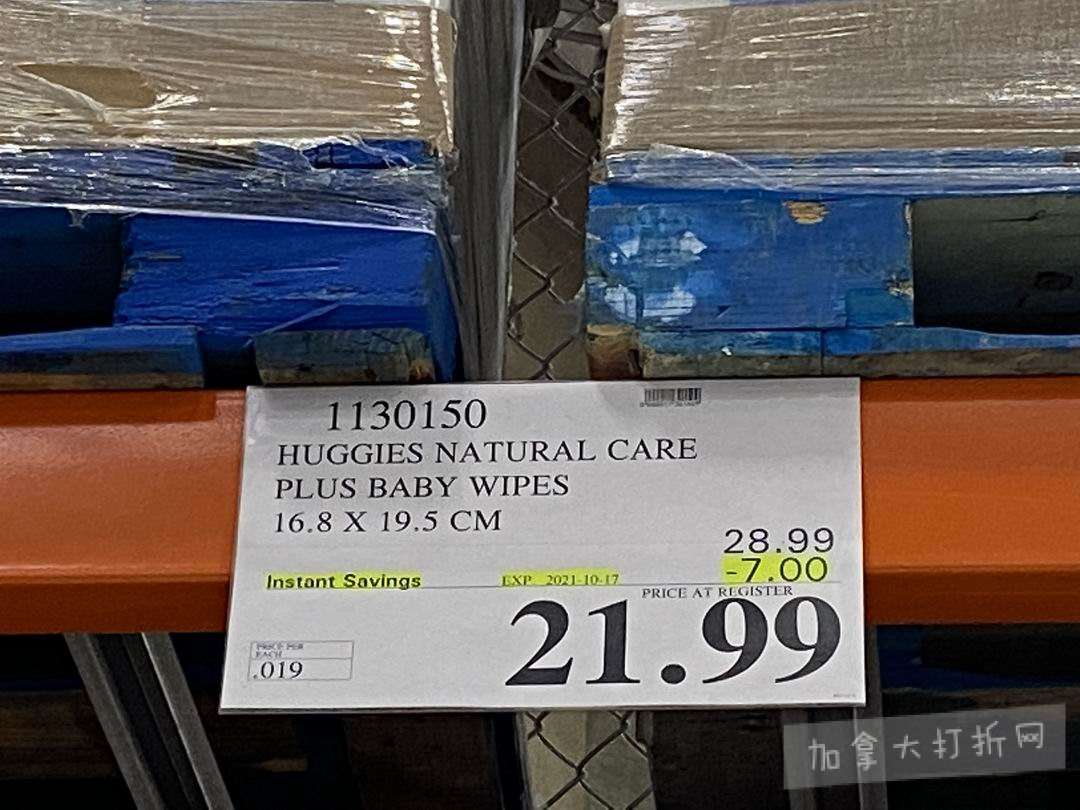 1130150
HUGGIES NATURAL CARE
PLUS BABY WIPES
16.8 X 19.5 CM
28.99
Instant Savings EXP. 2021-10-17 -7.00
PRICE AT REGISTER
21.99
PRICE PER
EACH
.019
加拿大打折网